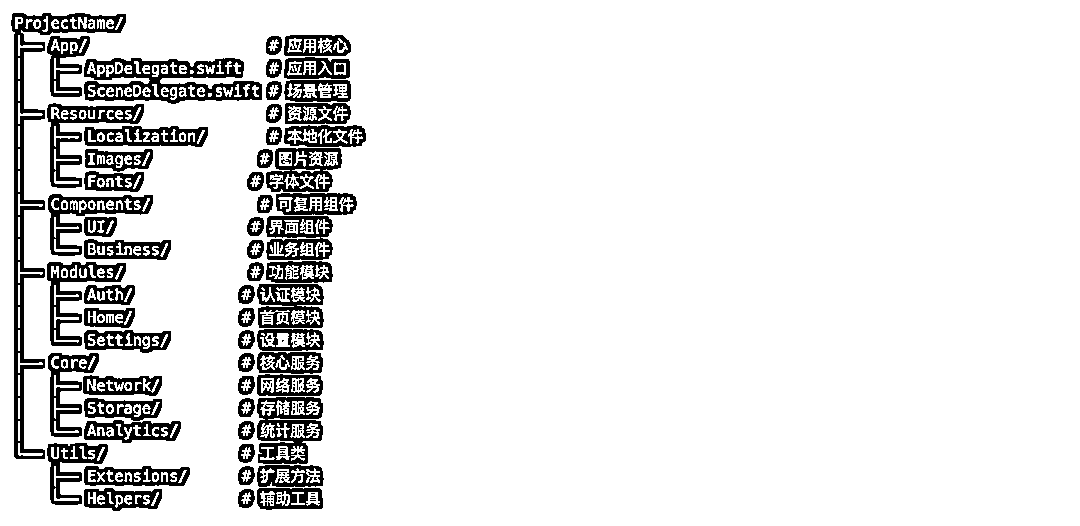 ProjectName/
├── App/                    # 应用核心
│   ├── AppDelegate.swift   # 应用入口
│   └── SceneDelegate.swift # 场景管理
├── Resources/              # 资源文件
│   ├── Localization/       # 本地化文件
│   ├── Images/            # 图片资源
│   └── Fonts/            # 字体文件
├── Components/            # 可复用组件
│   ├── UI/               # 界面组件
│   └── Business/         # 业务组件
├── Modules/              # 功能模块
│   ├── Auth/            # 认证模块
│   ├── Home/            # 首页模块
│   └── Settings/        # 设置模块
├── Core/                # 核心服务
│   ├── Network/         # 网络服务
│   ├── Storage/         # 存储服务
│   └── Analytics/       # 统计服务
└── Utils/               # 工具类
    ├── Extensions/      # 扩展方法
    └── Helpers/         # 辅助工具